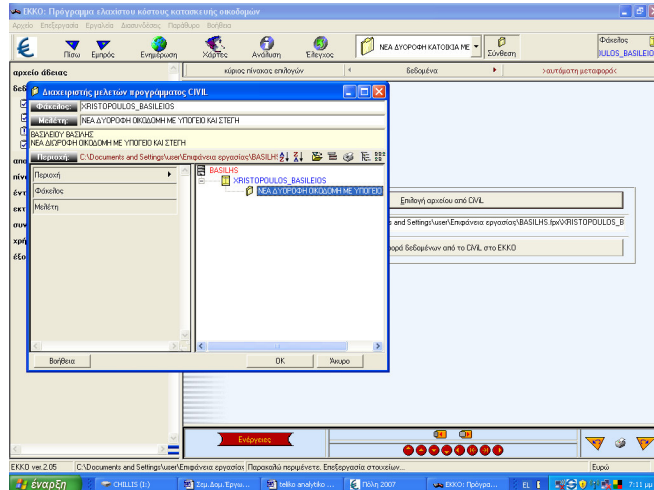 ΕΚΚΟ: Πρόγραμμα ελαχίστου κόστους κατασκευής οικοδομών
Αρχείο Επεξεργασία Εργαλεία Διασυνδέσεις Παράθυρο Βοήθεια
Πίσω Εμπρός Ενημέρωση Χάρτες Ανάλυση Έλεγχος ΝΕΑ ΔΥΟΡΟΦΗ ΚΑΤΟΙΚΙΑ ΜΕ Σύνθεση Φάκελος
ΟULOS_BASILEIO
αρχείο άδειας κύριος πίνακας επιλογών δεδομένα >αυτόματη μεταφορά<
Διαχειριστής μελετών προγράμματος CIVIL
Φάκελος: XRISTOPOULOS_BASILEIOS
Μελέτη: ΝΕΑ ΔΥΟΡΟΦΗ ΟΙΚΟΔΟΜΗ ΜΕ ΥΠΟΓΕΙΟ ΚΑΙ ΣΤΕΓΗ
ΒΑΣΙΛΕΙΟΥ ΒΑΣΙΛΗΣ
ΝΕΑ ΔΙΟΡΟΦΗ ΟΙΚΟΔΟΜΗ ΜΕ ΥΠΟΓΕΙΟ ΚΑΙ ΣΤΕΓΗ
Περιοχή: C:\Documents and Settings\user\Επιφάνεια εργασίας\BASILHS
Περιοχή
Φάκελος
Μελέτη
BASILHS
XRISTOPOULOS_BASILEIOS
ΝΕΑ ΔΥΟΡΟΦΗ ΟΙΚΟΔΟΜΗ ΜΕ ΥΠΟΓΕΙΟ
Επιλογή αρχείου από CIVIL
s and Settings\user\Επιφάνεια εργασίας\BASILHS.fpx\XRISTOPOULOS_B
ορά δεδομένων από το CIVIL στο ΕΚΚΟ
Βοήθεια OK Άκυρο
Ενέργειες
EKKO ver.2.05 C:\Documents and Settings\user\Επιφάνεια εργασίας Παρακαλώ περιμένετε. Επεξεργασία στοιχείων... Ευρώ
έναρξη CHILLIS (I:) Σεμ.Δομ.Έργω... teliko analytiko ... Πόλη 2007 ΕΚΚΟ: Πρόγρα... EL 7:11 μμ